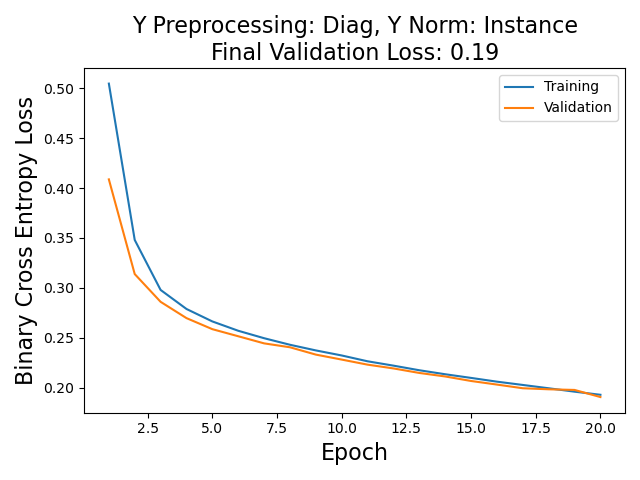 Y Preprocessing: Diag, Y Norm: Instance
Final Validation Loss: 0.19
Training
Validation
Binary Cross Entropy Loss
0.50
0.45
0.40
0.35
0.30
0.25
0.20
2.5 5.0 7.5 10.0 12.5 15.0 17.5 20.0
Epoch